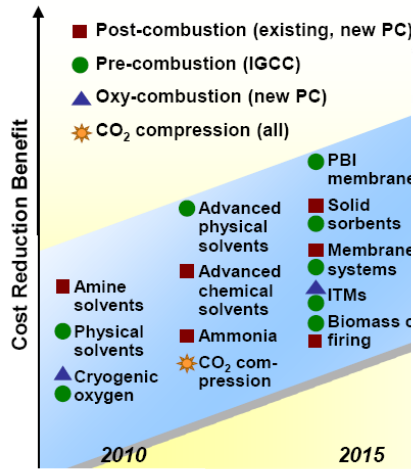 Post-combustion (existing, new PC)
Pre-combustion (IGCC)
Oxy-combustion (new PC)
CO₂ compression (all)
Cost Reduction Benefit
Amine
solvents
Physical
solvents
Cryogenic
oxygen
Advanced
physical
solvents
Advanced
chemical
solvents
Ammonia
CO₂ com-
pression
PBI
membrane
Solid
sorbents
Membrane
systems
ITMs
Biomass
firing
2010
2015